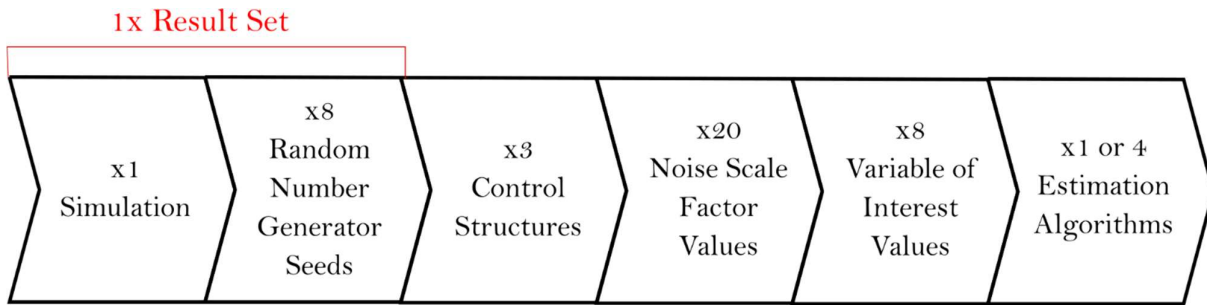 1x Result Set
x1
Simulation
x8
Random
Number
Generator
Seeds
x3
Control
Structures
x20
Noise Scale
Factor
Values
x8
Variable of
Interest
Values
x1 or 4
Estimation
Algorithms